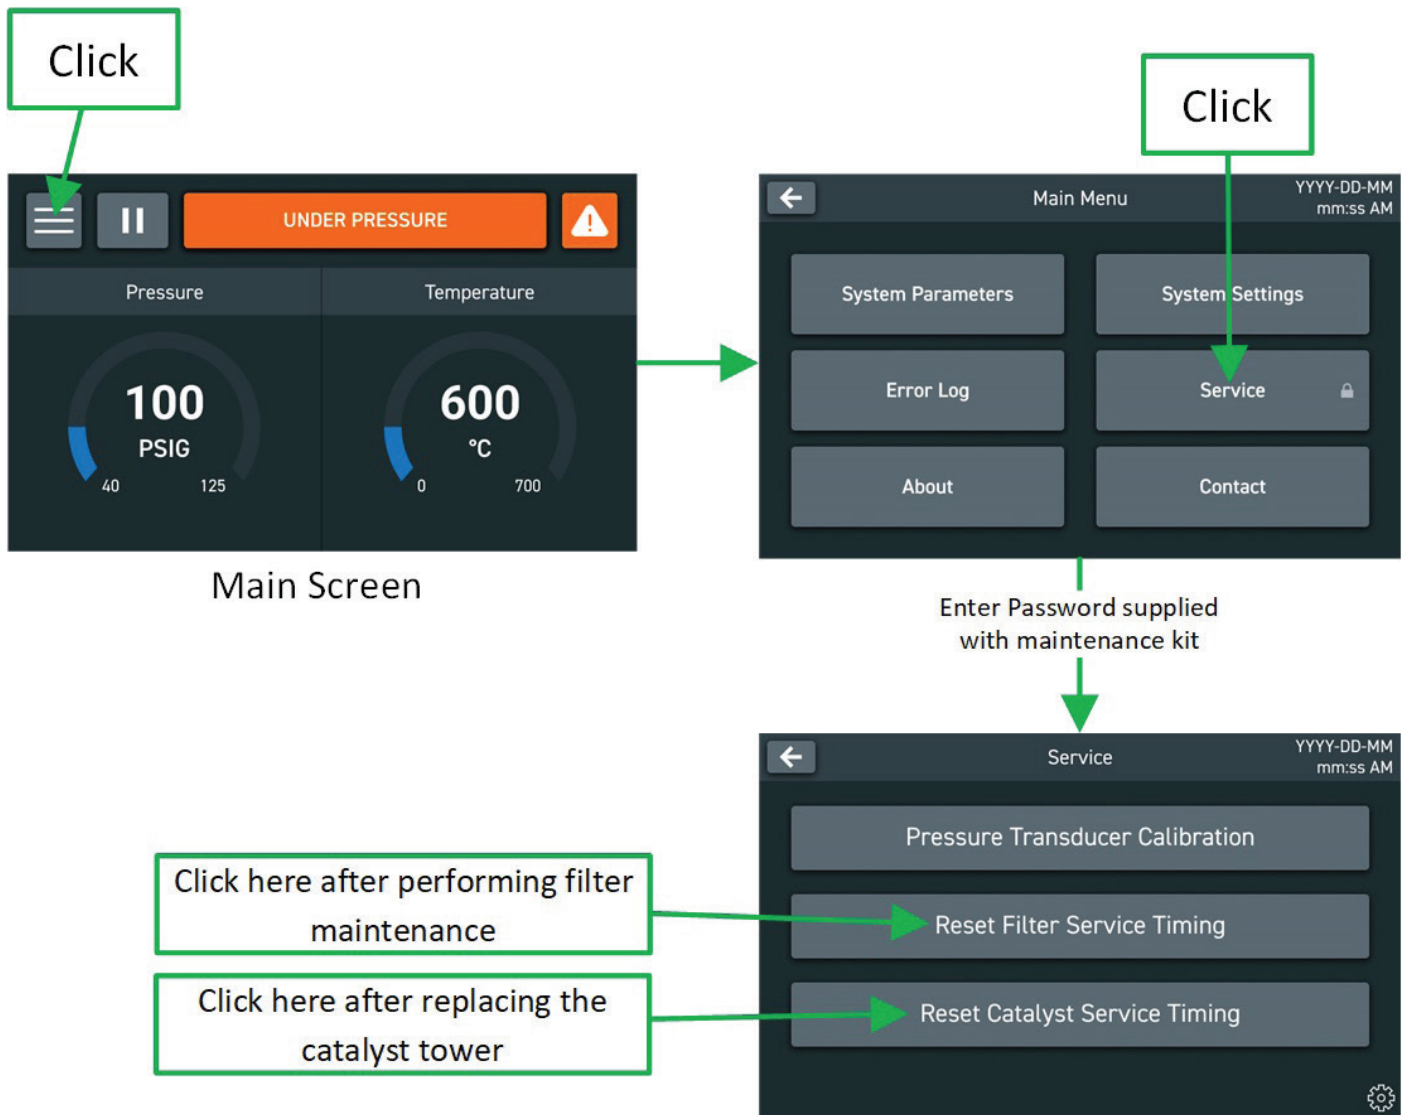 Click
Click
UNDER PRESSURE
Pressure
Temperature
100
PSIG
40
125
600
°C
0
700
Main Screen
Main Menu
YYYY-DD-MM
mm:ss AM
System Parameters
System Settings
Error Log
Service
About
Contact
Enter Password supplied
with maintenance kit
Service
YYYY-DD-MM
mm:ss AM
Pressure Transducer Calibration
Click here after performing filter
maintenance
Reset Filter Service Timing
Click here after replacing the
catalyst tower
Reset Catalyst Service Timing